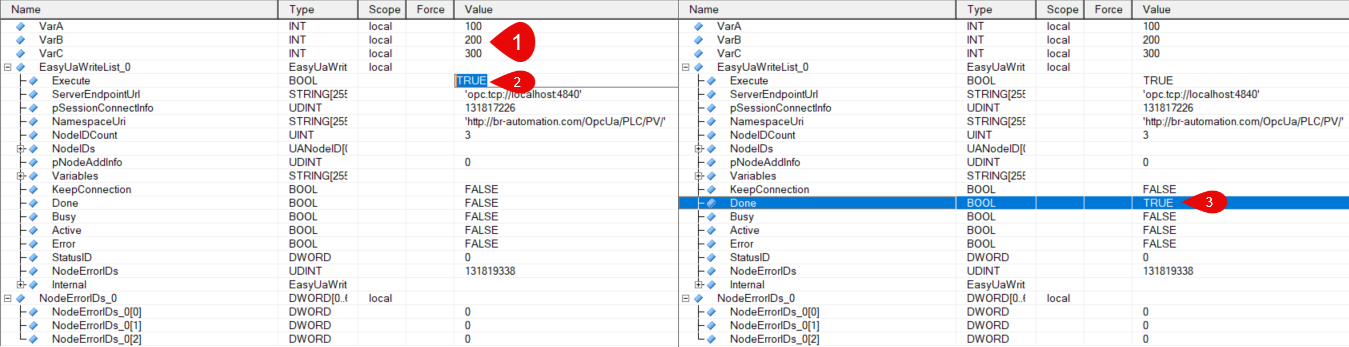 Name Type Scope Force Value
VarA INT local 100
VarB INT local 200
1
VarC INT local 300
EasyUaWriteList_0 EasyUaWrit local
Execute BOOL TRUE
2
ServerEndpointUrl STRING[255 'opc.tcp://localhost:4840'
pSessionConnectInfo UDINT 131817226
NamespaceUri STRING[255 'http://br-automation.com/OpcUa/PLC/PV/'
NodeIDCount UINT 3
NodeIDs UANodeID[(
pNodeAddInfo UDINT 0
Variables STRING[255
KeepConnection BOOL FALSE
Done BOOL FALSE
Busy BOOL FALSE
Active BOOL FALSE
Error BOOL FALSE
StatusID DWORD 0
NodeErrorIDs UDINT 131819338
Internal EasyUaWrit
NodeErrorIDs_0 DWORD[0..6 local
NodeErrorIDs_0[0] DWORD 0
NodeErrorIDs_0[1] DWORD 0
NodeErrorIDs_0[2] DWORD 0
Name Type Scope Force Value
VarA INT local 100
VarB INT local 200
VarC INT local 300
EasyUaWriteList_0 EasyUaWrit local
Execute BOOL TRUE
ServerEndpointUrl STRING[255 'opc.tcp://localhost:4840'
pSessionConnectInfo UDINT 131817226
NamespaceUri STRING[255 'http://br-automation.com/OpcUa/PLC/PV/'
NodeIDCount UINT 3
NodeIDs UANodeID[(
pNodeAddInfo UDINT 0
Variables STRING[255
KeepConnection BOOL FALSE
Done BOOL TRUE
3
Busy BOOL FALSE
Active BOOL FALSE
Error BOOL FALSE
StatusID DWORD 0
NodeErrorIDs UDINT 131819338
Internal EasyUaWrit
NodeErrorIDs_0 DWORD[0..6 local
NodeErrorIDs_0[0] DWORD 0
NodeErrorIDs_0[1] DWORD 0
NodeErrorIDs_0[2] DWORD 0